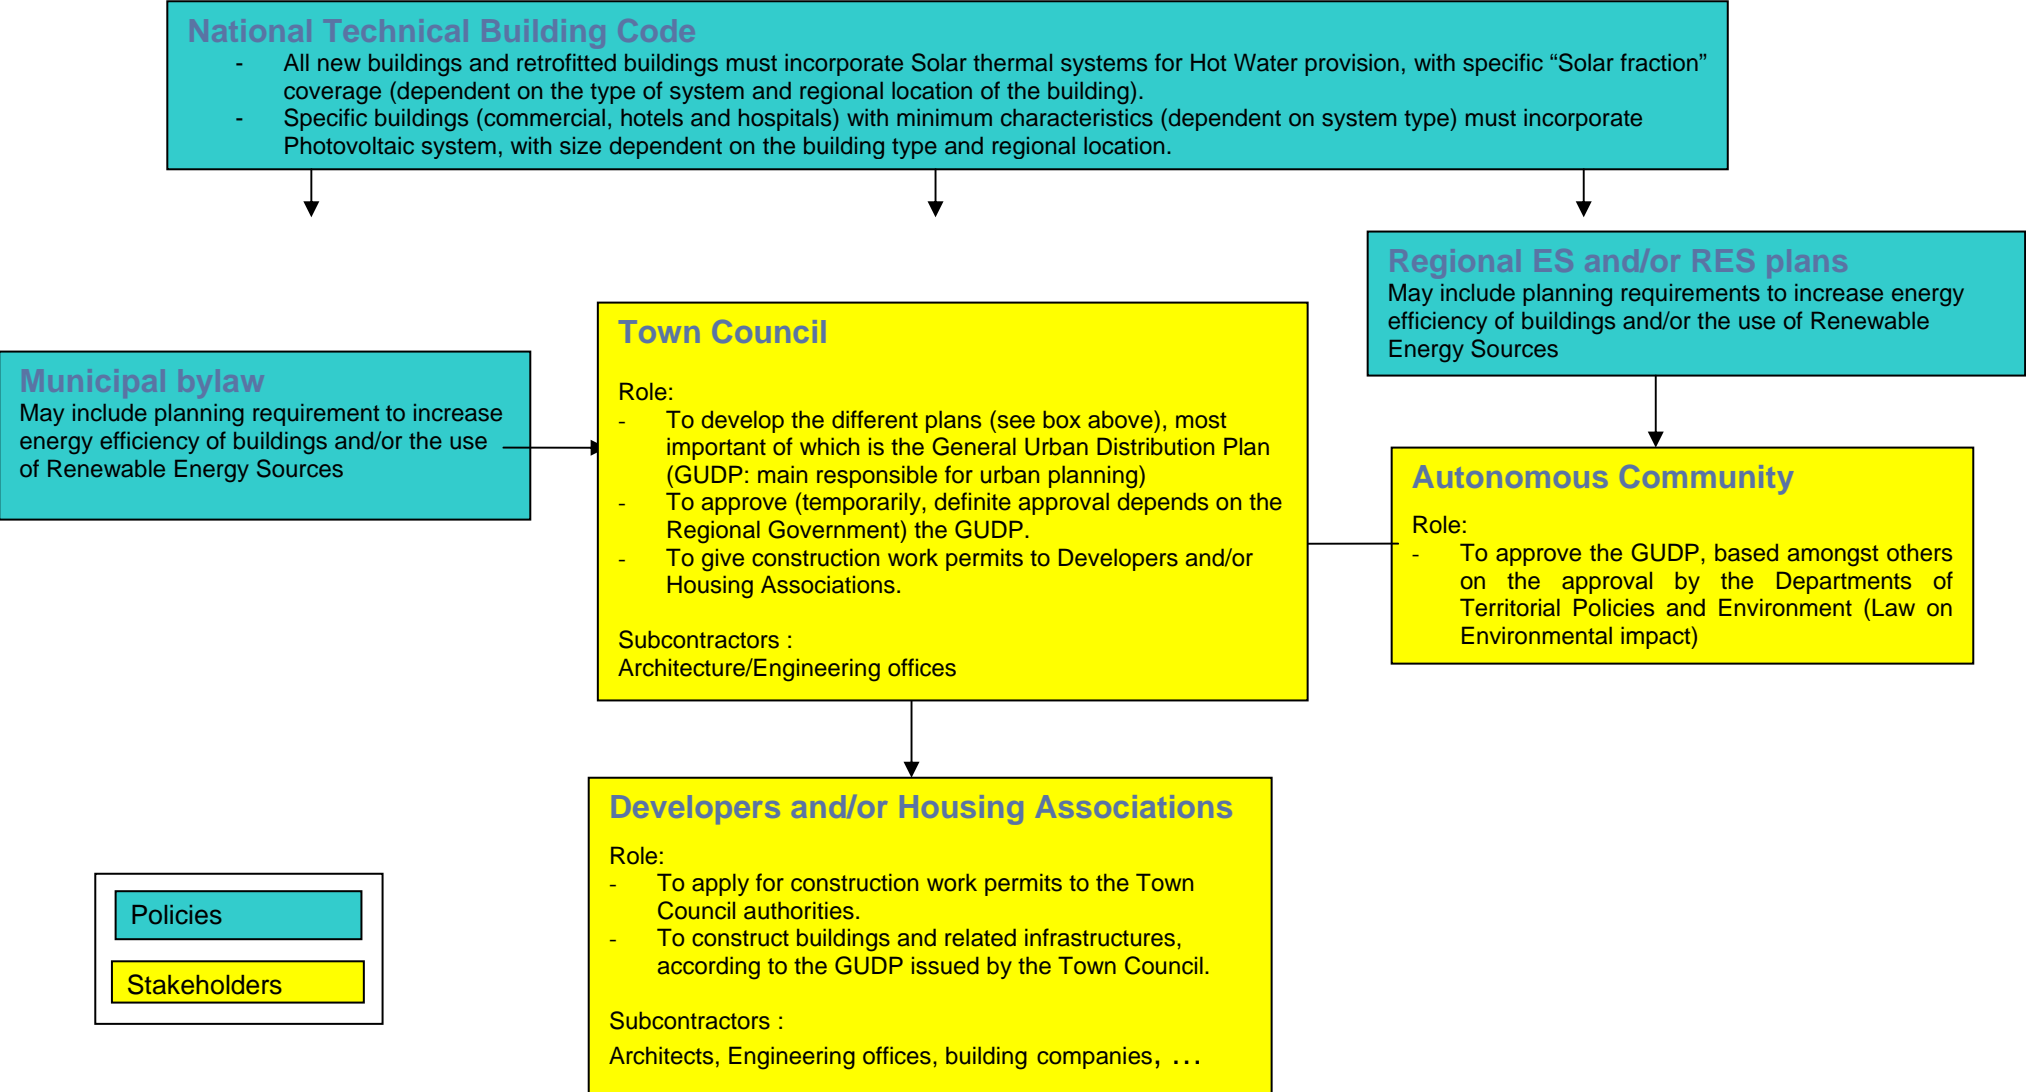 National Technical Building Code
- All new buildings and retrofitted buildings must incorporate Solar thermal systems for Hot Water provision, with specific “Solar fraction”
coverage (dependent on the type of system and regional location of the building).
- Specific buildings (commercial, hotels and hospitals) with minimum characteristics (dependent on system type) must incorporate
Photovoltaic system, with size dependent on the building type and regional location.
Regional ES and/or RES plans
May include planning requirements to increase energy
efficiency of buildings and/or the use of Renewable
Energy Sources
Municipal bylaw
May include planning requirement to increase
energy efficiency of buildings and/or the use
of Renewable Energy Sources
Town Council
Role:
- To develop the different plans (see box above), most
important of which is the General Urban Distribution Plan
(GUDP: main responsible for urban planning)
- To approve (temporarily, definite approval depends on the
Regional Government) the GUDP.
- To give construction work permits to Developers and/or
Housing Associations.
Subcontractors :
Architecture/Engineering offices
Autonomous Community
Role:
- To approve the GUDP, based amongst others
on the approval by the Departments of
Territorial Policies and Environment (Law on
Environmental impact)
Developers and/or Housing Associations
Role:
- To apply for construction work permits to the Town
Council authorities.
- To construct buildings and related infrastructures,
according to the GUDP issued by the Town Council.
Subcontractors :
Architects, Engineering offices, building companies, …
Policies
Stakeholders